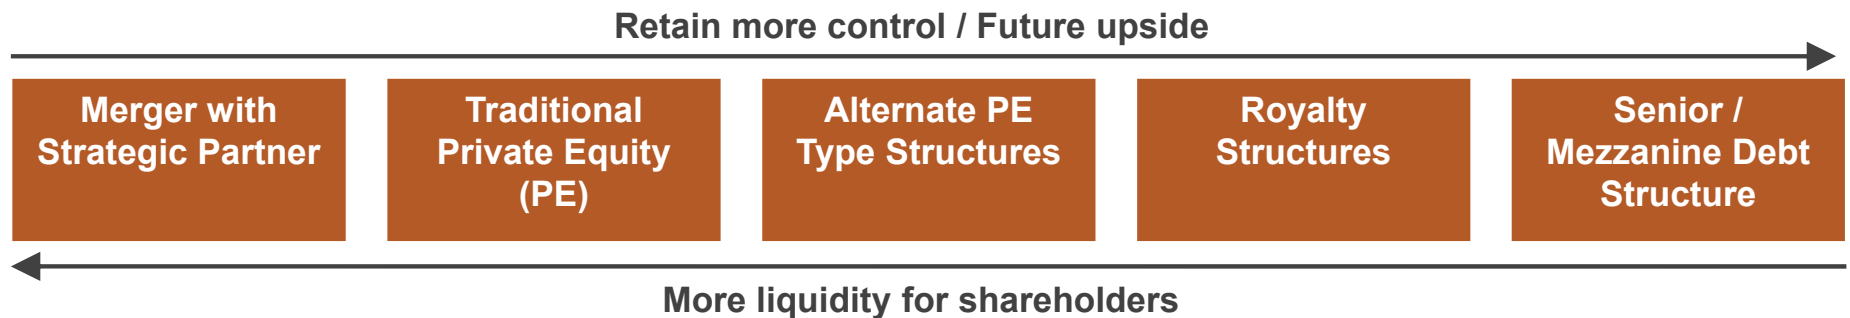 Retain more control / Future upside
Merger with
Strategic Partner
Traditional
Private Equity
(PE)
Alternate PE
Type Structures
Royalty
Structures
Senior /
Mezzanine Debt
Structure
More liquidity for shareholders